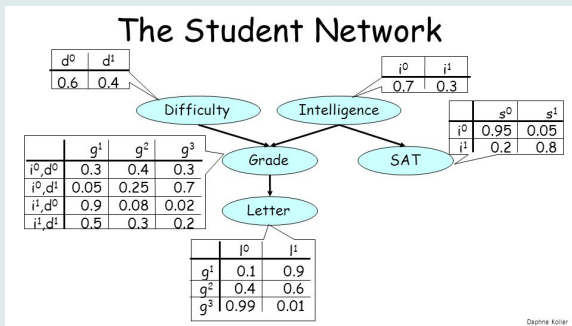 The Student Network
d⁰ d¹
0.6 0.4
i⁰ i¹
0.7 0.3
Difficulty
Intelligence
s⁰ s¹
i⁰ 0.95 0.05
i¹ 0.2 0.8
g¹ g² g³
i⁰,d⁰ 0.3 0.4 0.3
i⁰,d¹ 0.05 0.25 0.7
i¹,d⁰ 0.9 0.08 0.02
i¹,d¹ 0.5 0.3 0.2
Grade
SAT
Letter
l⁰ l¹
g¹ 0.1 0.9
g² 0.4 0.6
g³ 0.99 0.01
Daphne Koller